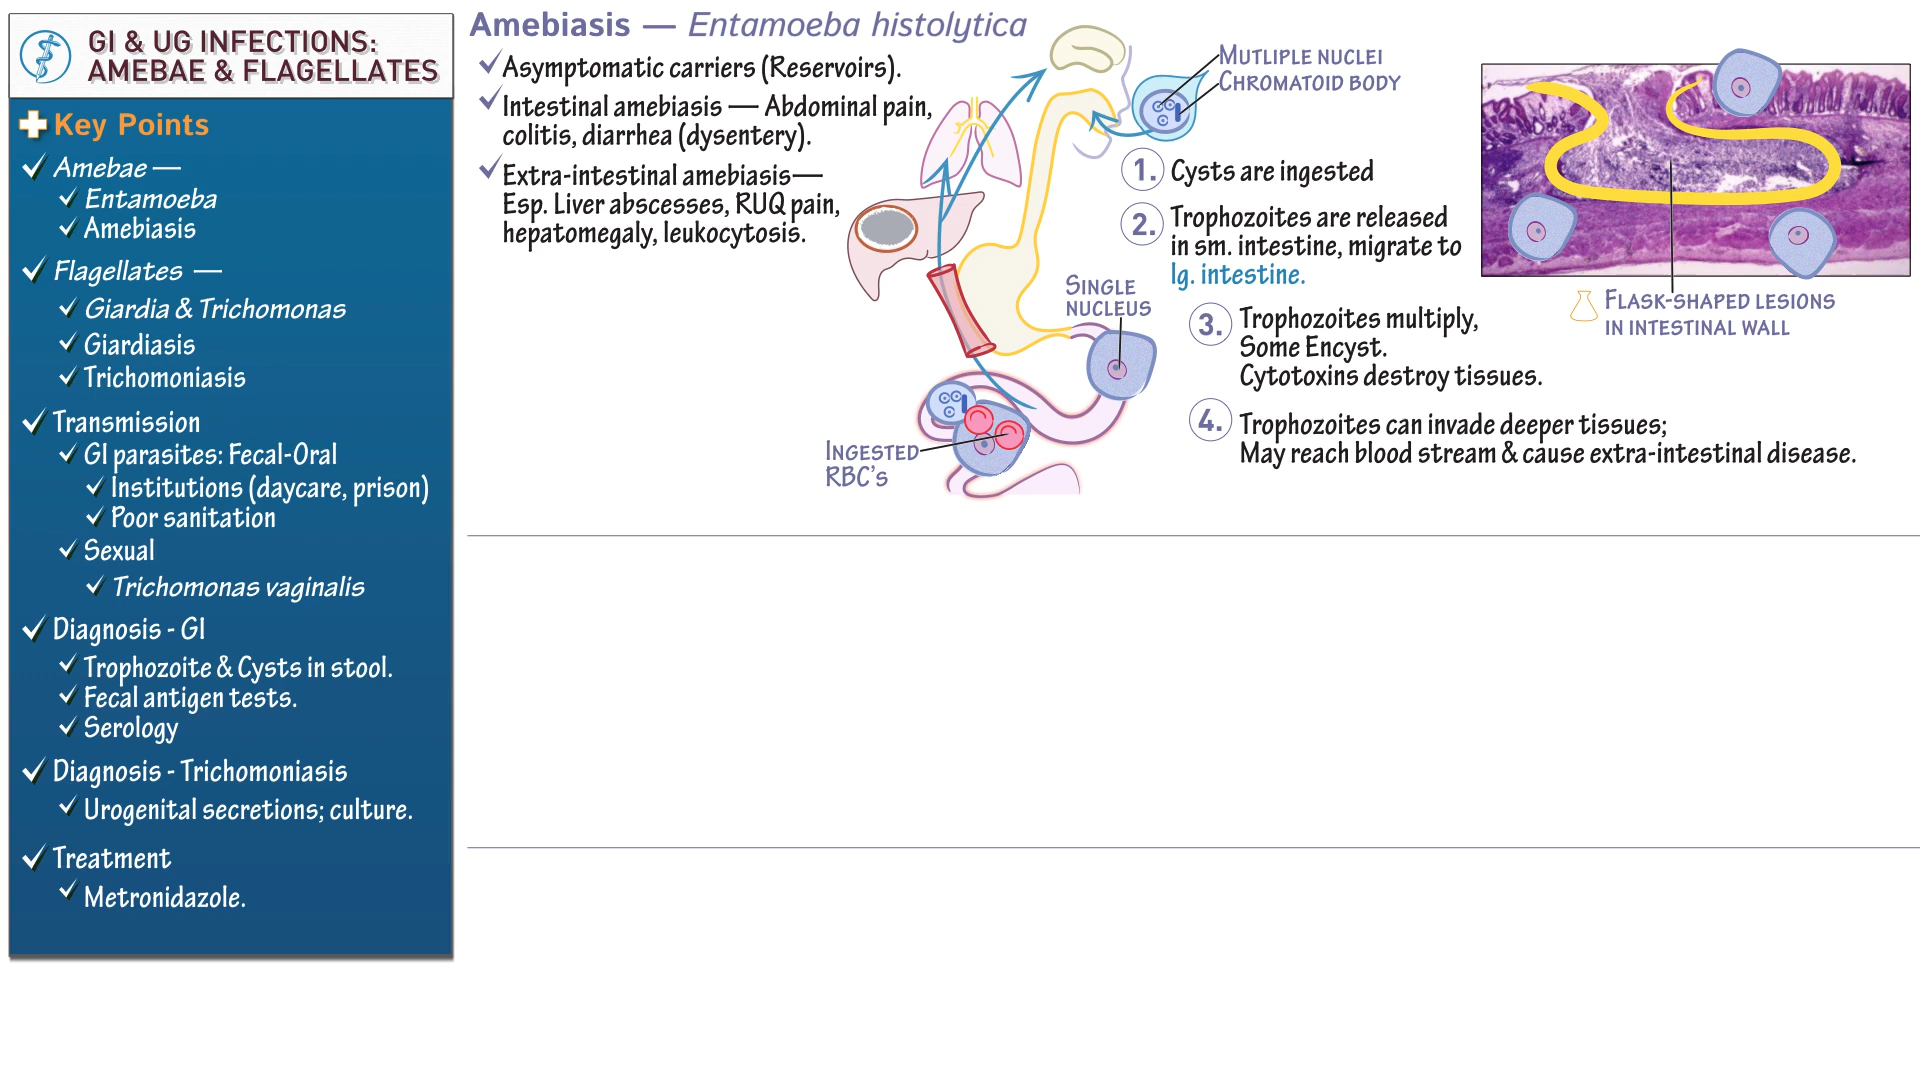 GI & UG INFECTIONS:
AMEBAE & FLAGELLATES
Key Points
Amebae —
Entamoeba
Amebiasis
Flagellates —
Giardia & Trichomonas
Giardiasis
Trichomoniasis
Transmission
GI parasites: Fecal-Oral
Institutions (daycare, prison)
Poor sanitation
Sexual
Trichomonas vaginalis
Diagnosis - GI
Trophozoite & Cysts in stool.
Fecal antigen tests.
Serology
Diagnosis - Trichomoniasis
Urogenital secretions; culture.
Treatment
Metronidazole.
Amebiasis — Entamoeba histolytica
Asymptomatic carriers (Reservoirs).
Intestinal amebiasis — Abdominal pain,
colitis, diarrhea (dysentery).
Extra-intestinal amebiasis—
Esp. Liver abscesses, RUQ pain,
hepatomegaly, leukocytosis.
MUTLIPLE NUCLEI
CHROMATOID BODY
SINGLE
NUCLEUS
INGESTED
RBC'S
1. Cysts are ingested
2. Trophozoites are released
in sm. intestine, migrate to
lg. intestine.
3. Trophozoites multiply,
Some Encyst.
Cytotoxins destroy tissues.
4. Trophozoites can invade deeper tissues;
May reach blood stream & cause extra-intestinal disease.
FLASK-SHAPED LESIONS
IN INTESTINAL WALL